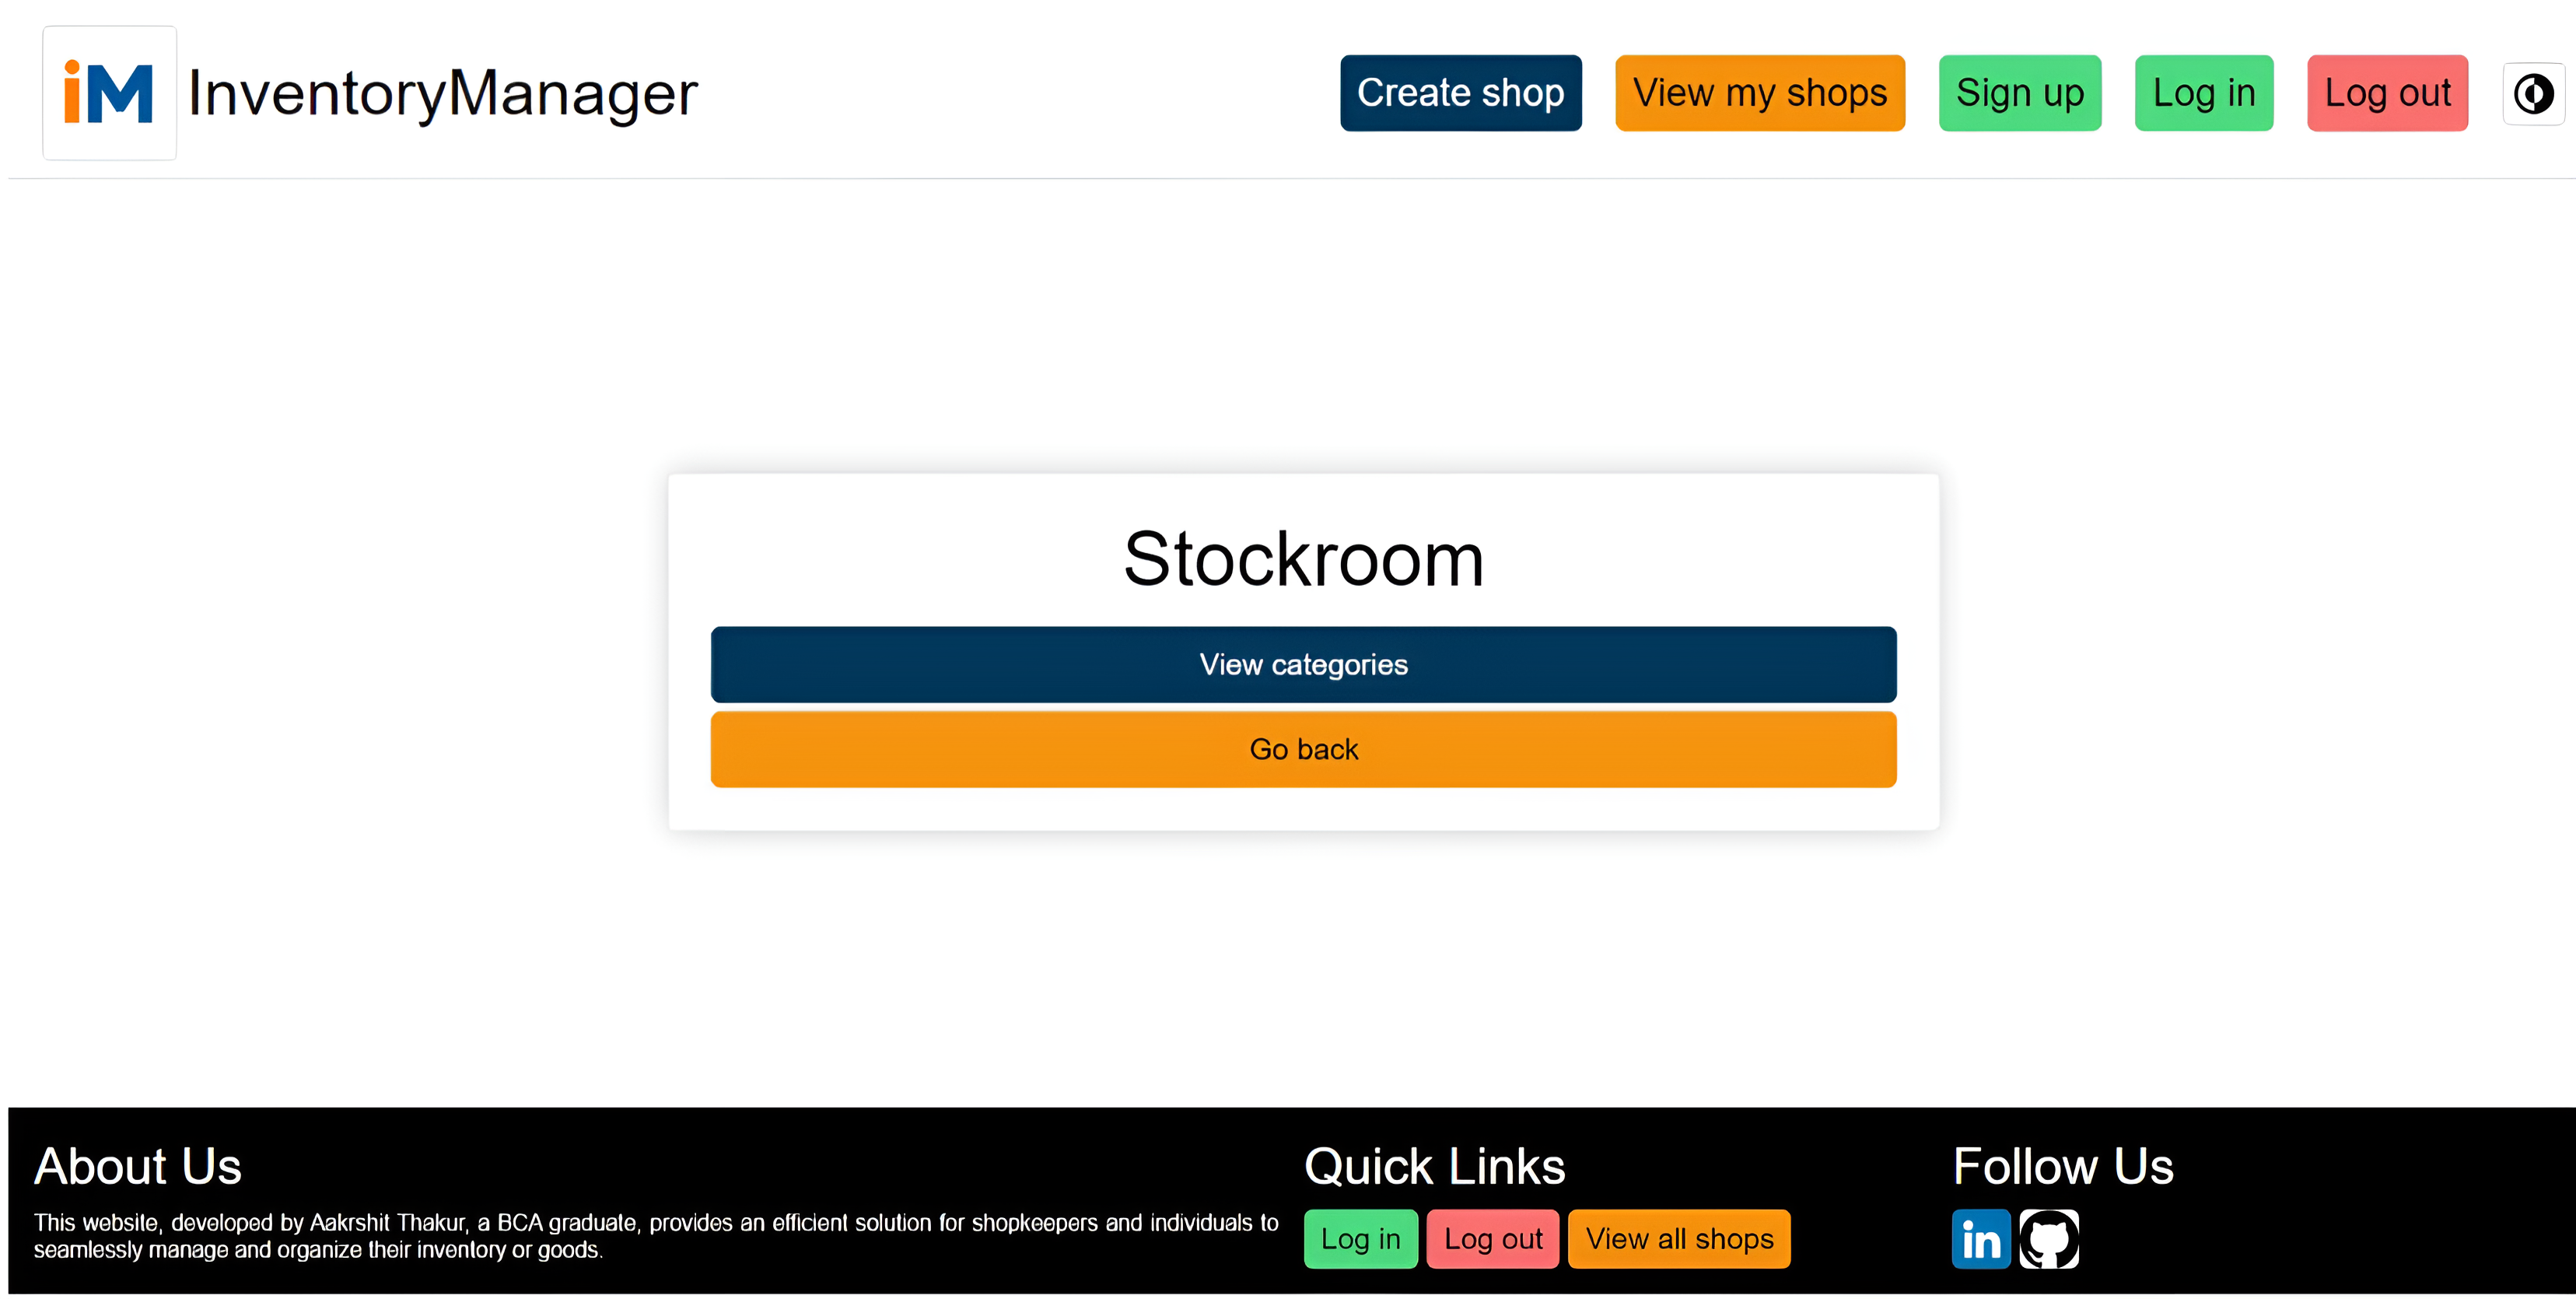 iM InventoryManager
Create shop
View my shops
Sign up
Log in
Log out
Stockroom
View categories
Go back
About Us
This website, developed by Aakrshit Thakur, a BCA graduate, provides an efficient solution for shopkeepers and individuals to
seamlessly manage and organize their inventory or goods.
Quick Links
Log in
Log out
View all shops
Follow Us
in